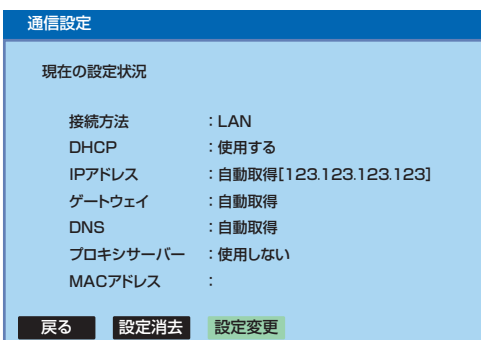 通信設定
現在の設定状況
接続方法 ：LAN
DHCP ：使用する
IPアドレス ：自動取得[123.123.123.123]
ゲートウェイ ：自動取得
DNS ：自動取得
プロキシサーバー ：使用しない
MACアドレス ：
戻る 設定消去 設定変更